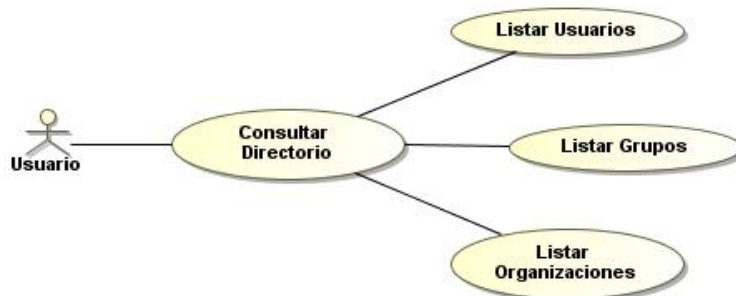 Listar Usuarios
Consultar
Directorio
Usuario
Listar Grupos
Listar
Organizaciones